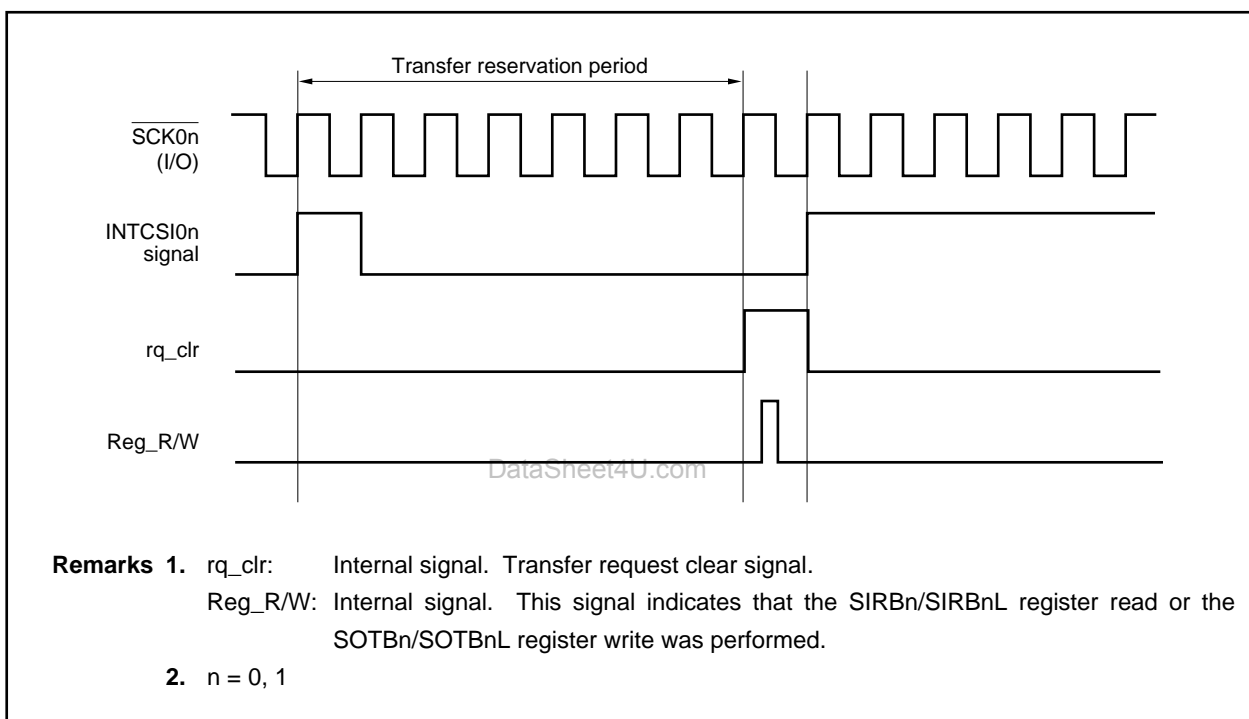 Transfer reservation period
SCK0n
(I/O)
INTCSI0n
signal
rq_clr
Reg_R/W
DataSheet4U.com
Remarks 1. rq_clr: Internal signal. Transfer request clear signal.
Reg_R/W: Internal signal. This signal indicates that the SIRBn/SIRBnL register read or the
SOTBn/SOTBnL register write was performed.
2. n = 0, 1